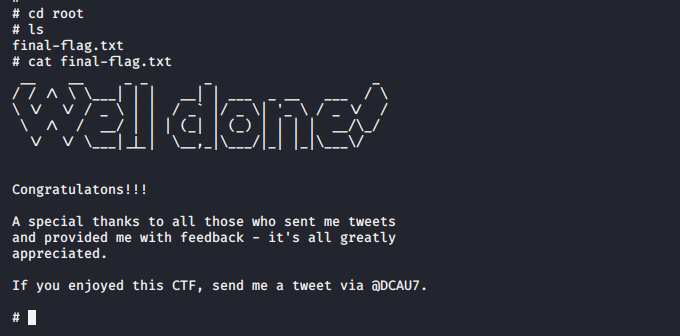 #
# cd root
# ls
final-flag.txt
# cat final-flag.txt
Well done!
Congratulatons!!!
A special thanks to all those who sent me tweets
and provided me with feedback - it's all greatly
appreciated.
If you enjoyed this CTF, send me a tweet via @DCAU7.
#